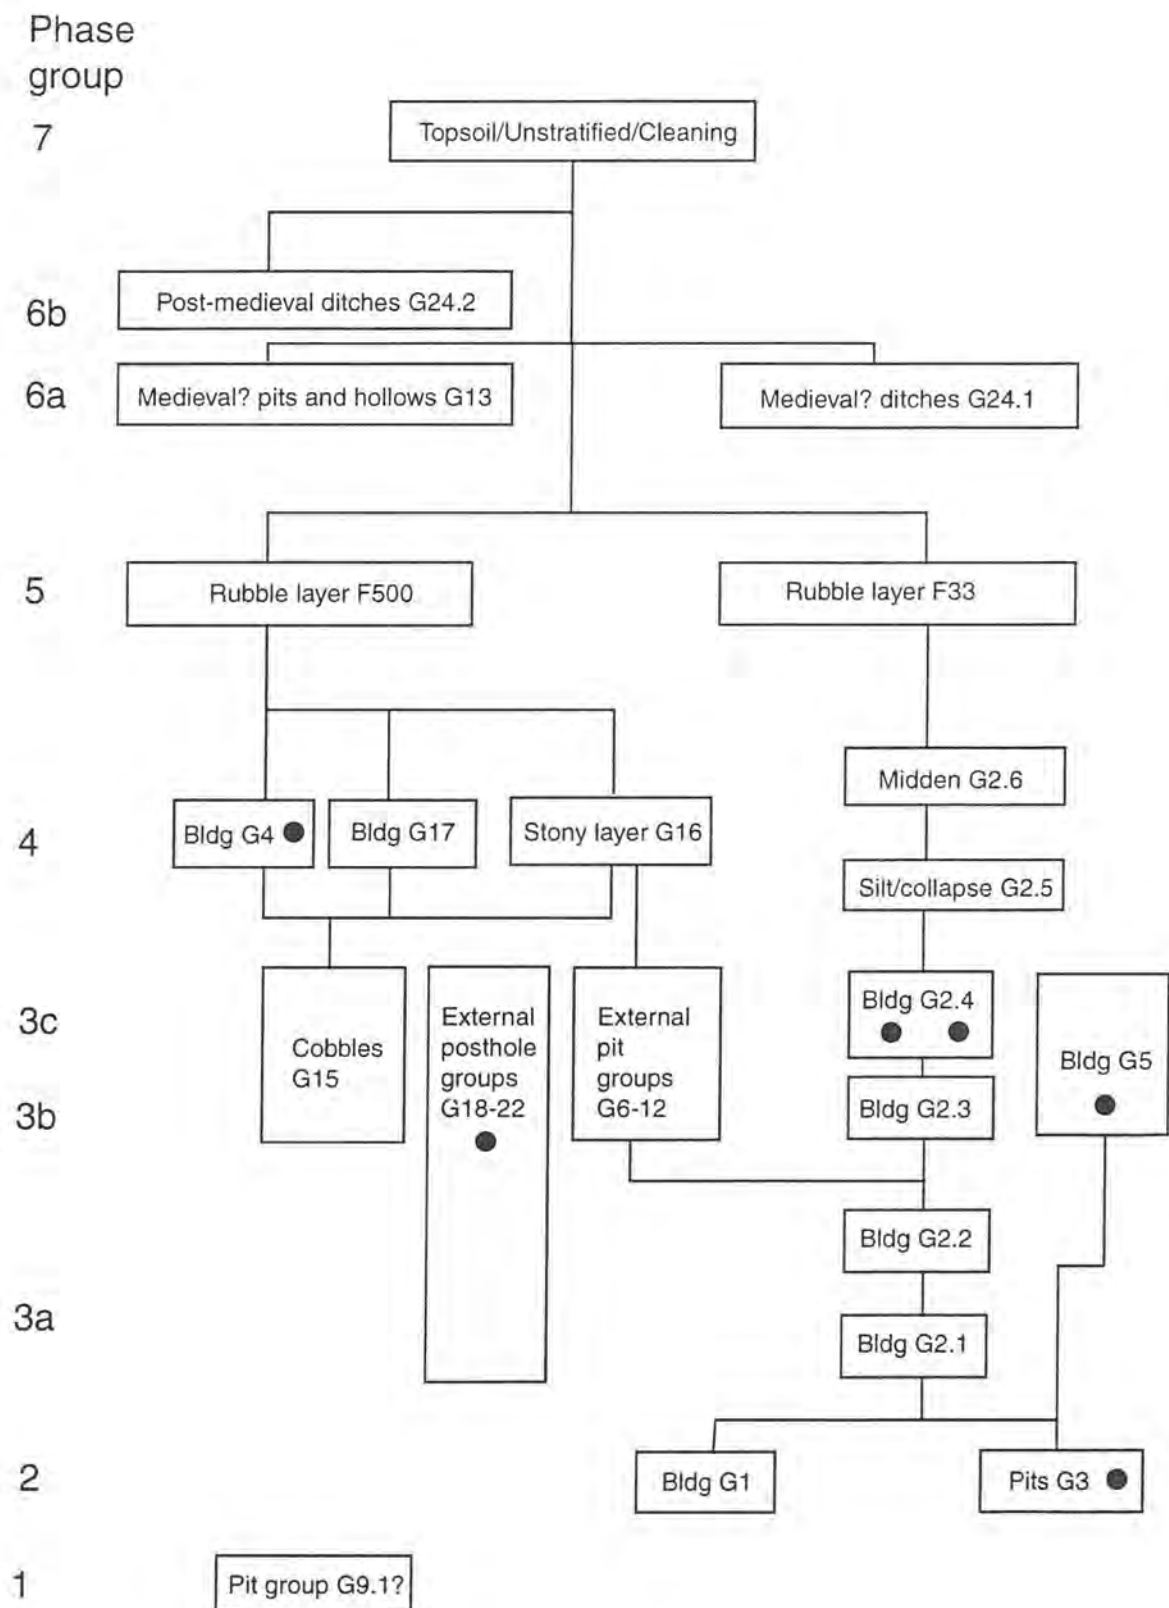 Phase
group
7
Topsoil/Unstratified/Cleaning
6b
Post-medieval ditches G24.2
6a
Medieval? pits and hollows G13
Medieval? ditches G24.1
5
Rubble layer F500
Rubble layer F33
Midden G2.6
4
Bldg G4
Bldg G17
Stony layer G16
Silt/collapse G2.5
3c
3b
Cobbles
G15
External
posthole
groups
G18-22
External
pit
groups
G6-12
Bldg G2.4
Bldg G2.3
Bldg G5
Bldg G2.2
3a
Bldg G2.1
2
Bldg G1
Pits G3
1
Pit group G9.1?